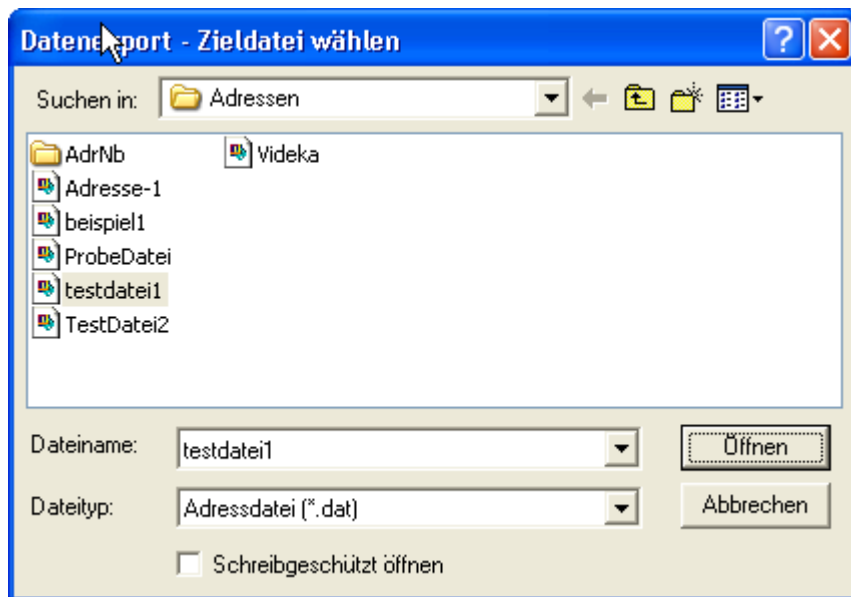 Datenexport - Zieldatei wählen
Suchen in: Adressen
AdrNb Videka
Adresse-1
beispiel1
ProbeDatei
testdatei1
TestDatei2
Dateiname: testdatei1 Öffnen
Dateityp: Adressdatei (*.dat) Abbrechen
Schreibgeschützt öffnen